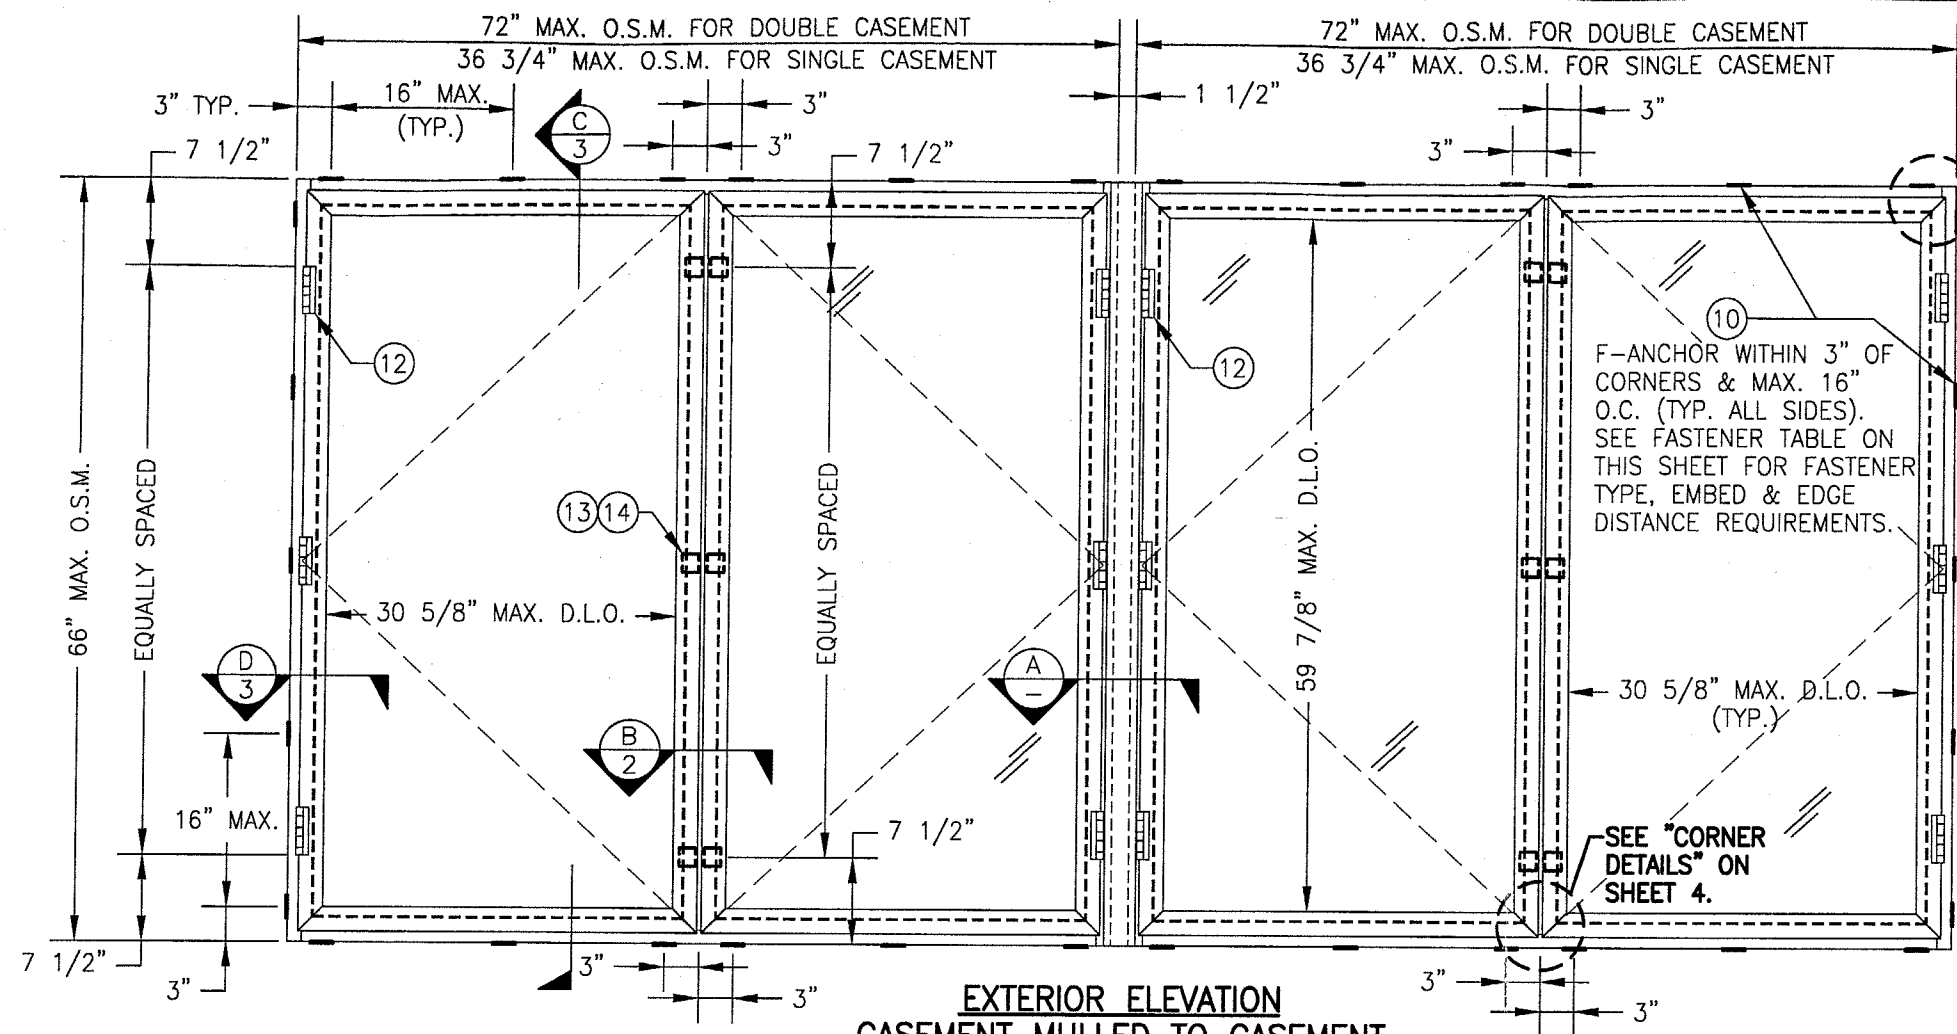 72" MAX. O.S.M. FOR DOUBLE CASEMENT
36 3/4" MAX. O.S.M. FOR SINGLE CASEMENT
72" MAX. O.S.M. FOR DOUBLE CASEMENT
36 3/4" MAX. O.S.M. FOR SINGLE CASEMENT
3" TYP.
16" MAX.
(TYP.)
3"
1 1/2"
3"
C
3
3"
3"
7 1/2"
7 1/2"
12
12
10
F-ANCHOR WITHIN 3" OF
CORNERS & MAX. 16"
O.C. (TYP. ALL SIDES).
SEE FASTENER TABLE ON
THIS SHEET FOR FASTENER
TYPE, EMBED & EDGE
DISTANCE REQUIREMENTS.
66" MAX. O.S.M.
EQUALLY SPACED
13
14
EQUALLY SPACED
59 7/8" MAX. D.L.O.
30 5/8" MAX. D.L.O.
D
3
A
–
30 5/8" MAX. D.L.O.
(TYP.)
B
2
16" MAX.
7 1/2"
SEE "CORNER
DETAILS" ON
SHEET 4.
7 1/2"
3"
3"
3"
3"
3"
EXTERIOR ELEVATION
CASEMENT MULLED TO CASEMENT